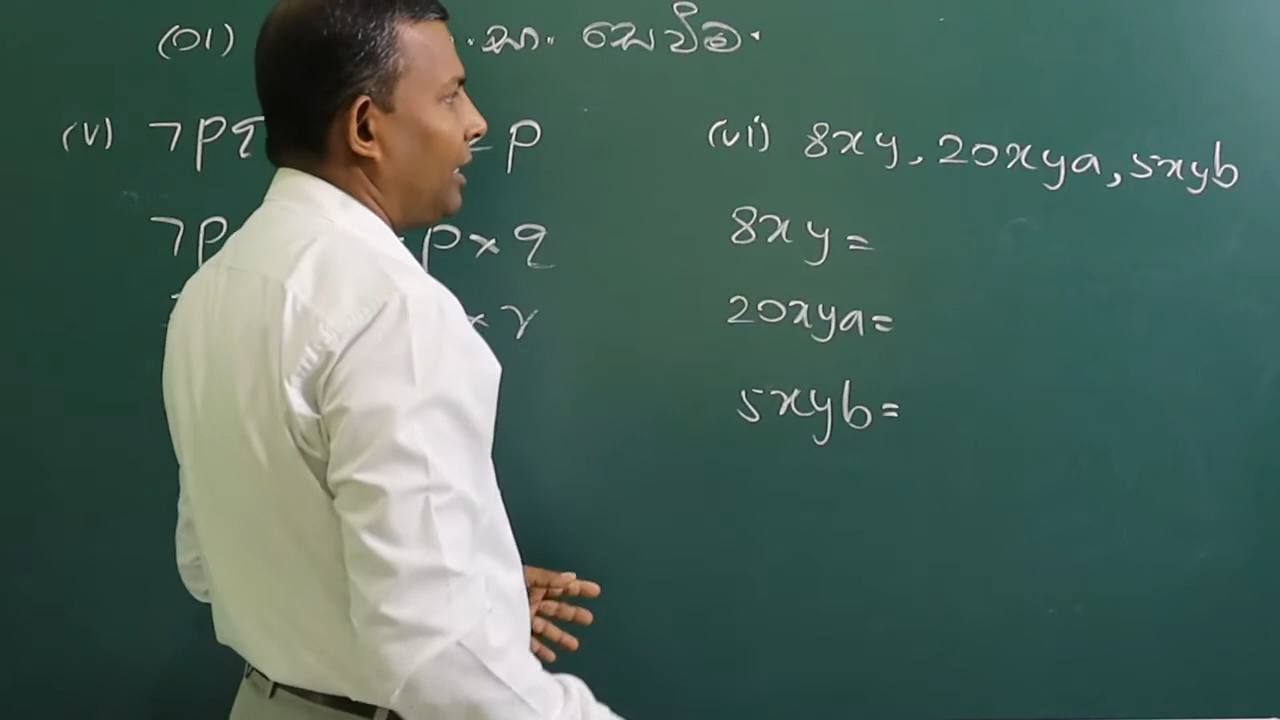 (01) .සා. සෙවීම.
(v) 7pq = p
7p p × q
× r
(vi) 8xy, 20xya, 5xyb
8xy =
20xya =
5xyb =